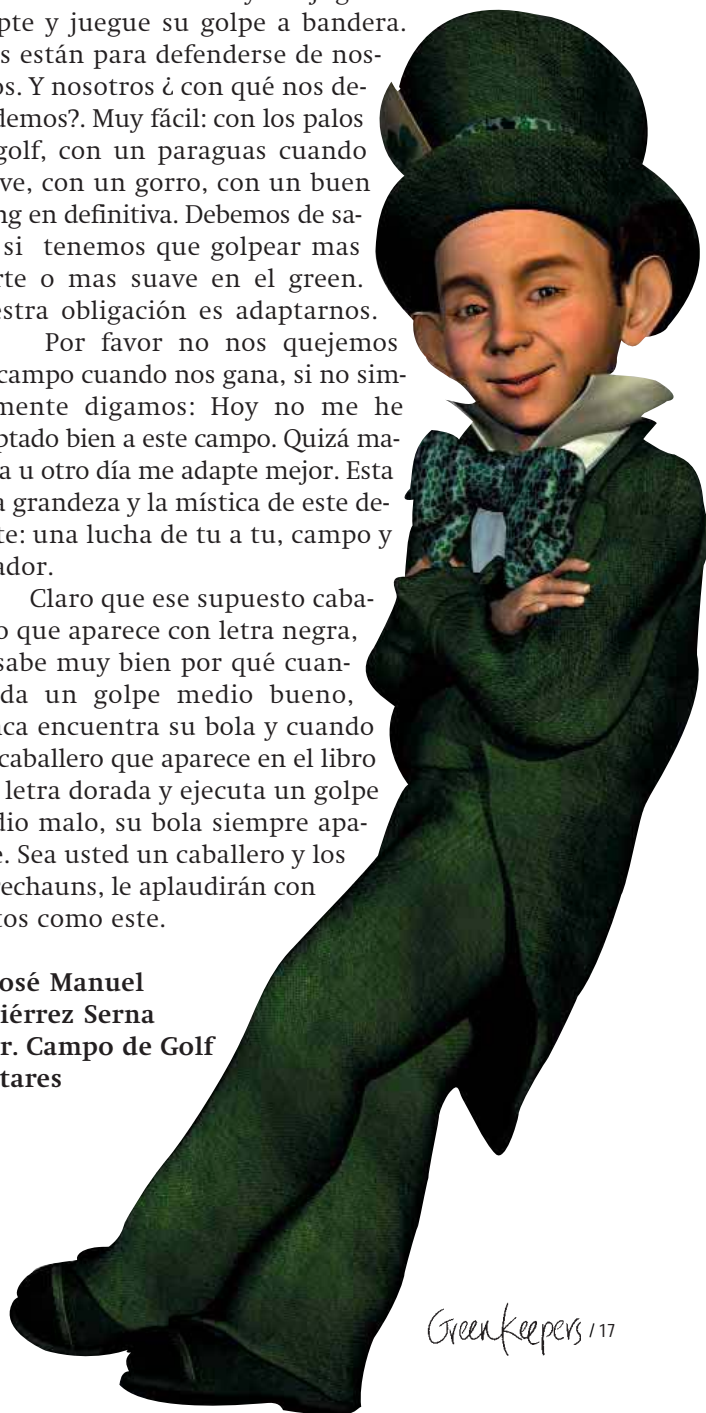 pte y juegue su golpe a bandera.
s están para defenderse de nos-
os. Y nosotros ¿ con qué nos de-
demos?. Muy fácil: con los palos
golf, con un paraguas cuando
ve, con un gorro, con un buen
ng en definitiva. Debemos de sa-
si tenemos que golpear mas
rte o mas suave en el green.
estra obligación es adaptarnos.
Por favor no nos quejemos
campo cuando nos gana, si no sim-
mente digamos: Hoy no me he
ptado bien a este campo. Quizá ma-
a u otro día me adapte mejor. Esta
a grandeza y la mística de este de-
te: una lucha de tu a tu, campo y
ador.
Claro que ese supuesto caba-
o que aparece con letra negra,
sabe muy bien por qué cuan-
da un golpe medio bueno,
nca encuentra su bola y cuando
caballero que aparece en el libro
letra dorada y ejecuta un golpe
dio malo, su bola siempre apa-
e. Sea usted un caballero y los
rechauns, le aplaudirán con
tos como este.
osé Manuel
iérrez Serna
r. Campo de Golf
tares
GreenKeepers / 17